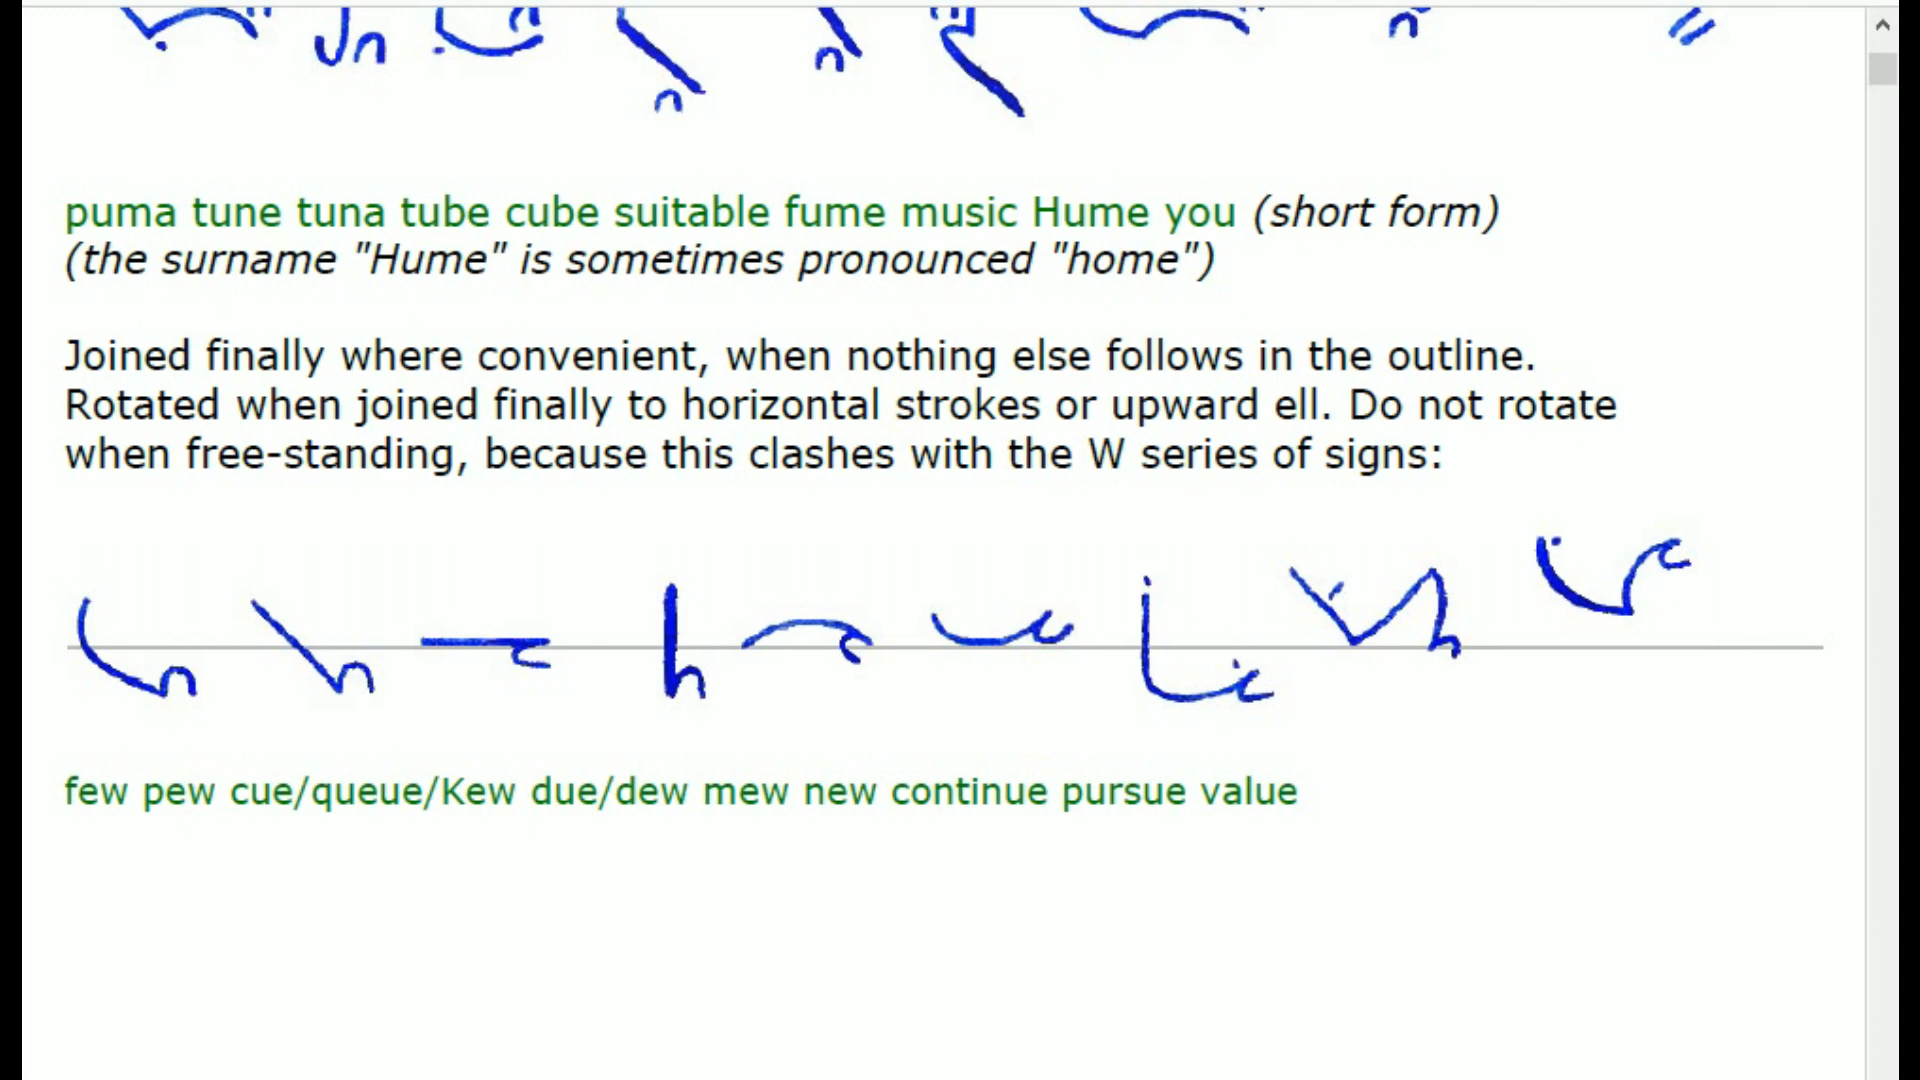 puma tune tuna tube cube suitable fume music Hume you (short form)
(the surname "Hume" is sometimes pronounced "home")
Joined finally where convenient, when nothing else follows in the outline.
Rotated when joined finally to horizontal strokes or upward ell. Do not rotate
when free-standing, because this clashes with the W series of signs:
few pew cue/queue/Kew due/dew mew new continue pursue value